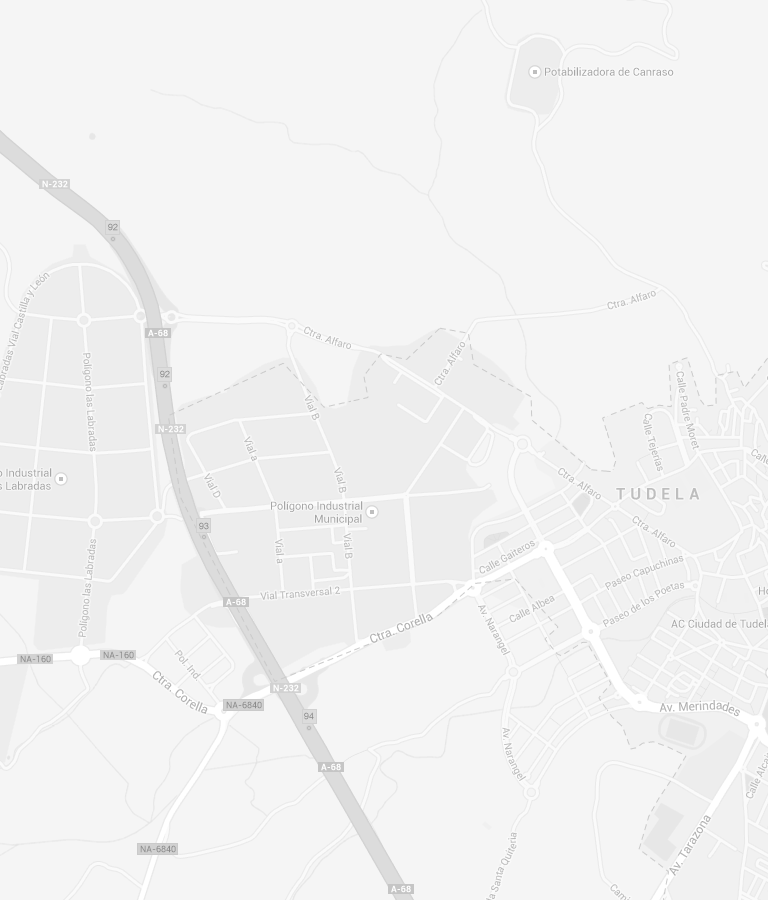 Potabilizadora de Canraso
N-232
92
Labradas Vial Castilla y León
Ctra. Alfaro
A-68
Ctra. Alfaro
Ctra. Alfaro
92
Polígono las Labradas
Calle Padre Moret
Vial B
Calle Tejerías
N-232
Vial a
o Industrial
s Labradas
Vial D
Vial B
Ctra. Alfaro
TUDELA
Polígono Industrial
Municipal
93
Ctra. Alfaro
Vial a
Vial B
Calle Gaiteros
Polígono las Labradas
Paseo Capuchinas
Vial Transversal 2
A-68
Paseo de los Poetas
Calle Albea
Av. Narangel
Ctra. Corella
AC Ciudad de Tudela
NA-160
NA-160
Pol. Ind
Ctra. Corella
N-232
NA-6840
94
Av. Merindades
Av. Narangel
A-68
Av. Tarazona
NA-6840
a Santa Quiteria
A-68